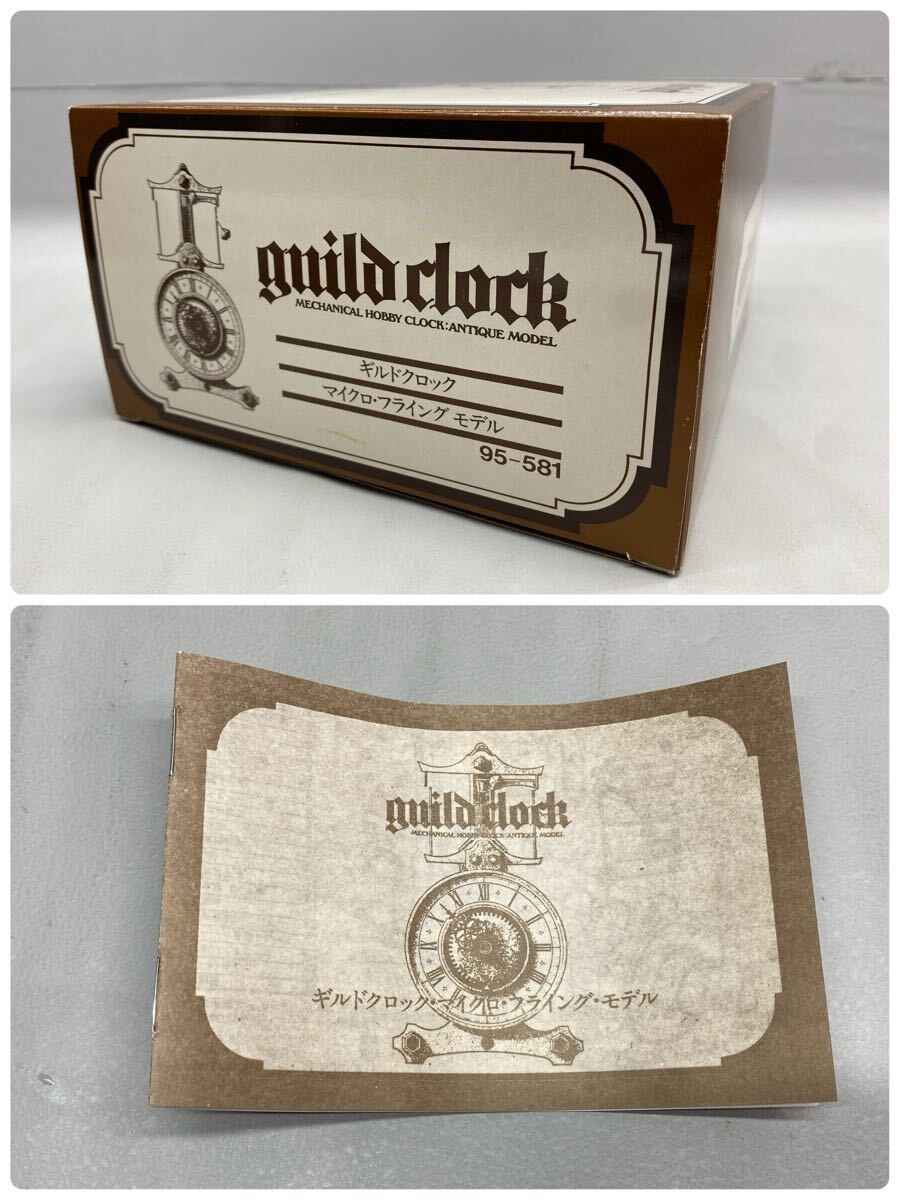 guild clock
MECHANICAL HOBBY CLOCK:ANTIQUE MODEL
ギルドクロック
マイクロ・フライング モデル
95-581
guild clock
MECHANICAL HOBBY CLOCK:ANTIQUE MODEL
ギルドクロック・マイクロ・フライング・モデル